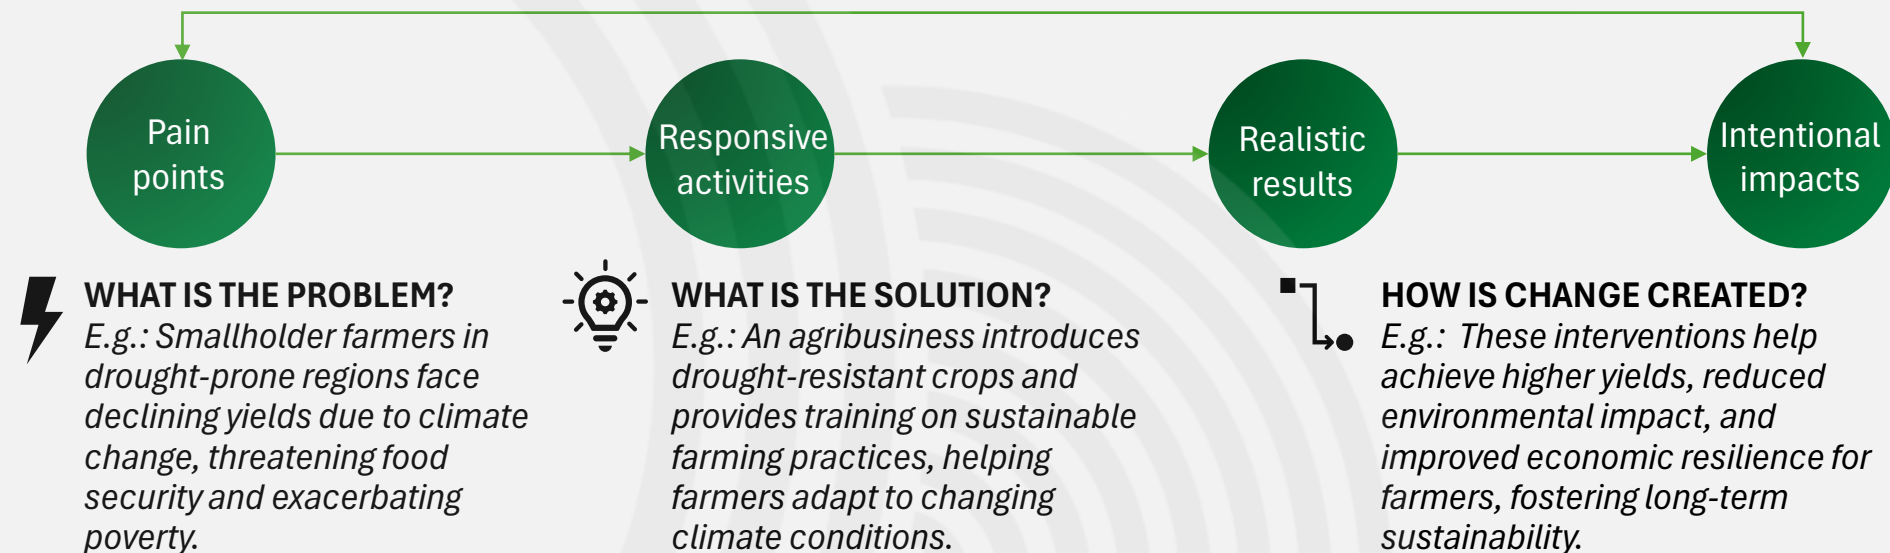 Pain
points
Responsive
activities
Realistic
results
Intentional
impacts
WHAT IS THE PROBLEM?
E.g.: Smallholder farmers in
drought-prone regions face
declining yields due to climate
change, threatening food
security and exacerbating
poverty.
WHAT IS THE SOLUTION?
E.g.: An agribusiness introduces
drought-resistant crops and
provides training on sustainable
farming practices, helping
farmers adapt to changing
climate conditions.
HOW IS CHANGE CREATED?
E.g.: These interventions help
achieve higher yields, reduced
environmental impact, and
improved economic resilience for
farmers, fostering long-term
sustainability.